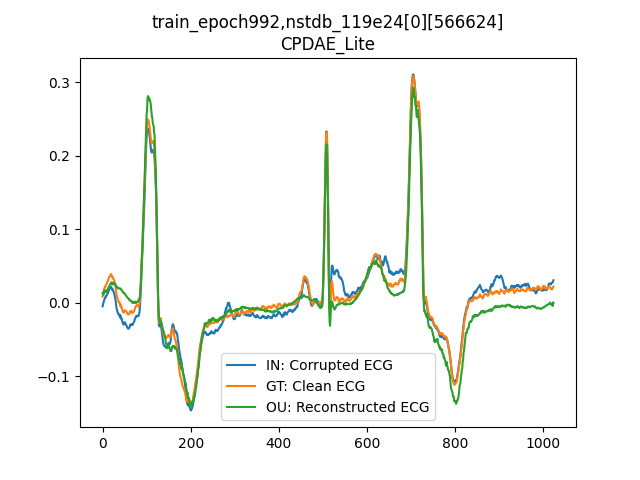 train_epoch992,nstdb_119e24[0][566624]
CPDAE_Lite
0.3
0.2
0.1
0.0
−0.1
IN: Corrupted ECG
GT: Clean ECG
OU: Reconstructed ECG
0 200 400 600 800 1000